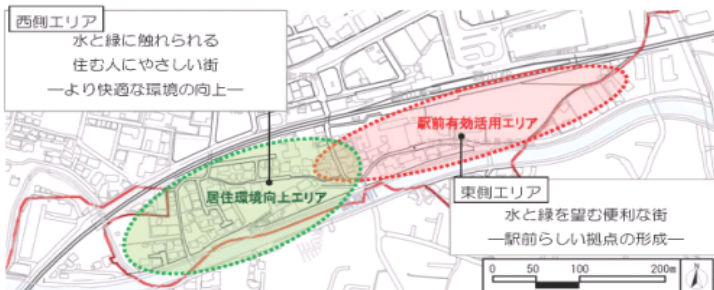 西側エリア
水と緑に触れられる
住む人にやさしい街
―より快適な環境の向上―
駅前有効活用エリア
居住環境向上エリア
東側エリア
水と緑を望む便利な街
―駅前らしい拠点の形成―
0 50 100 200m